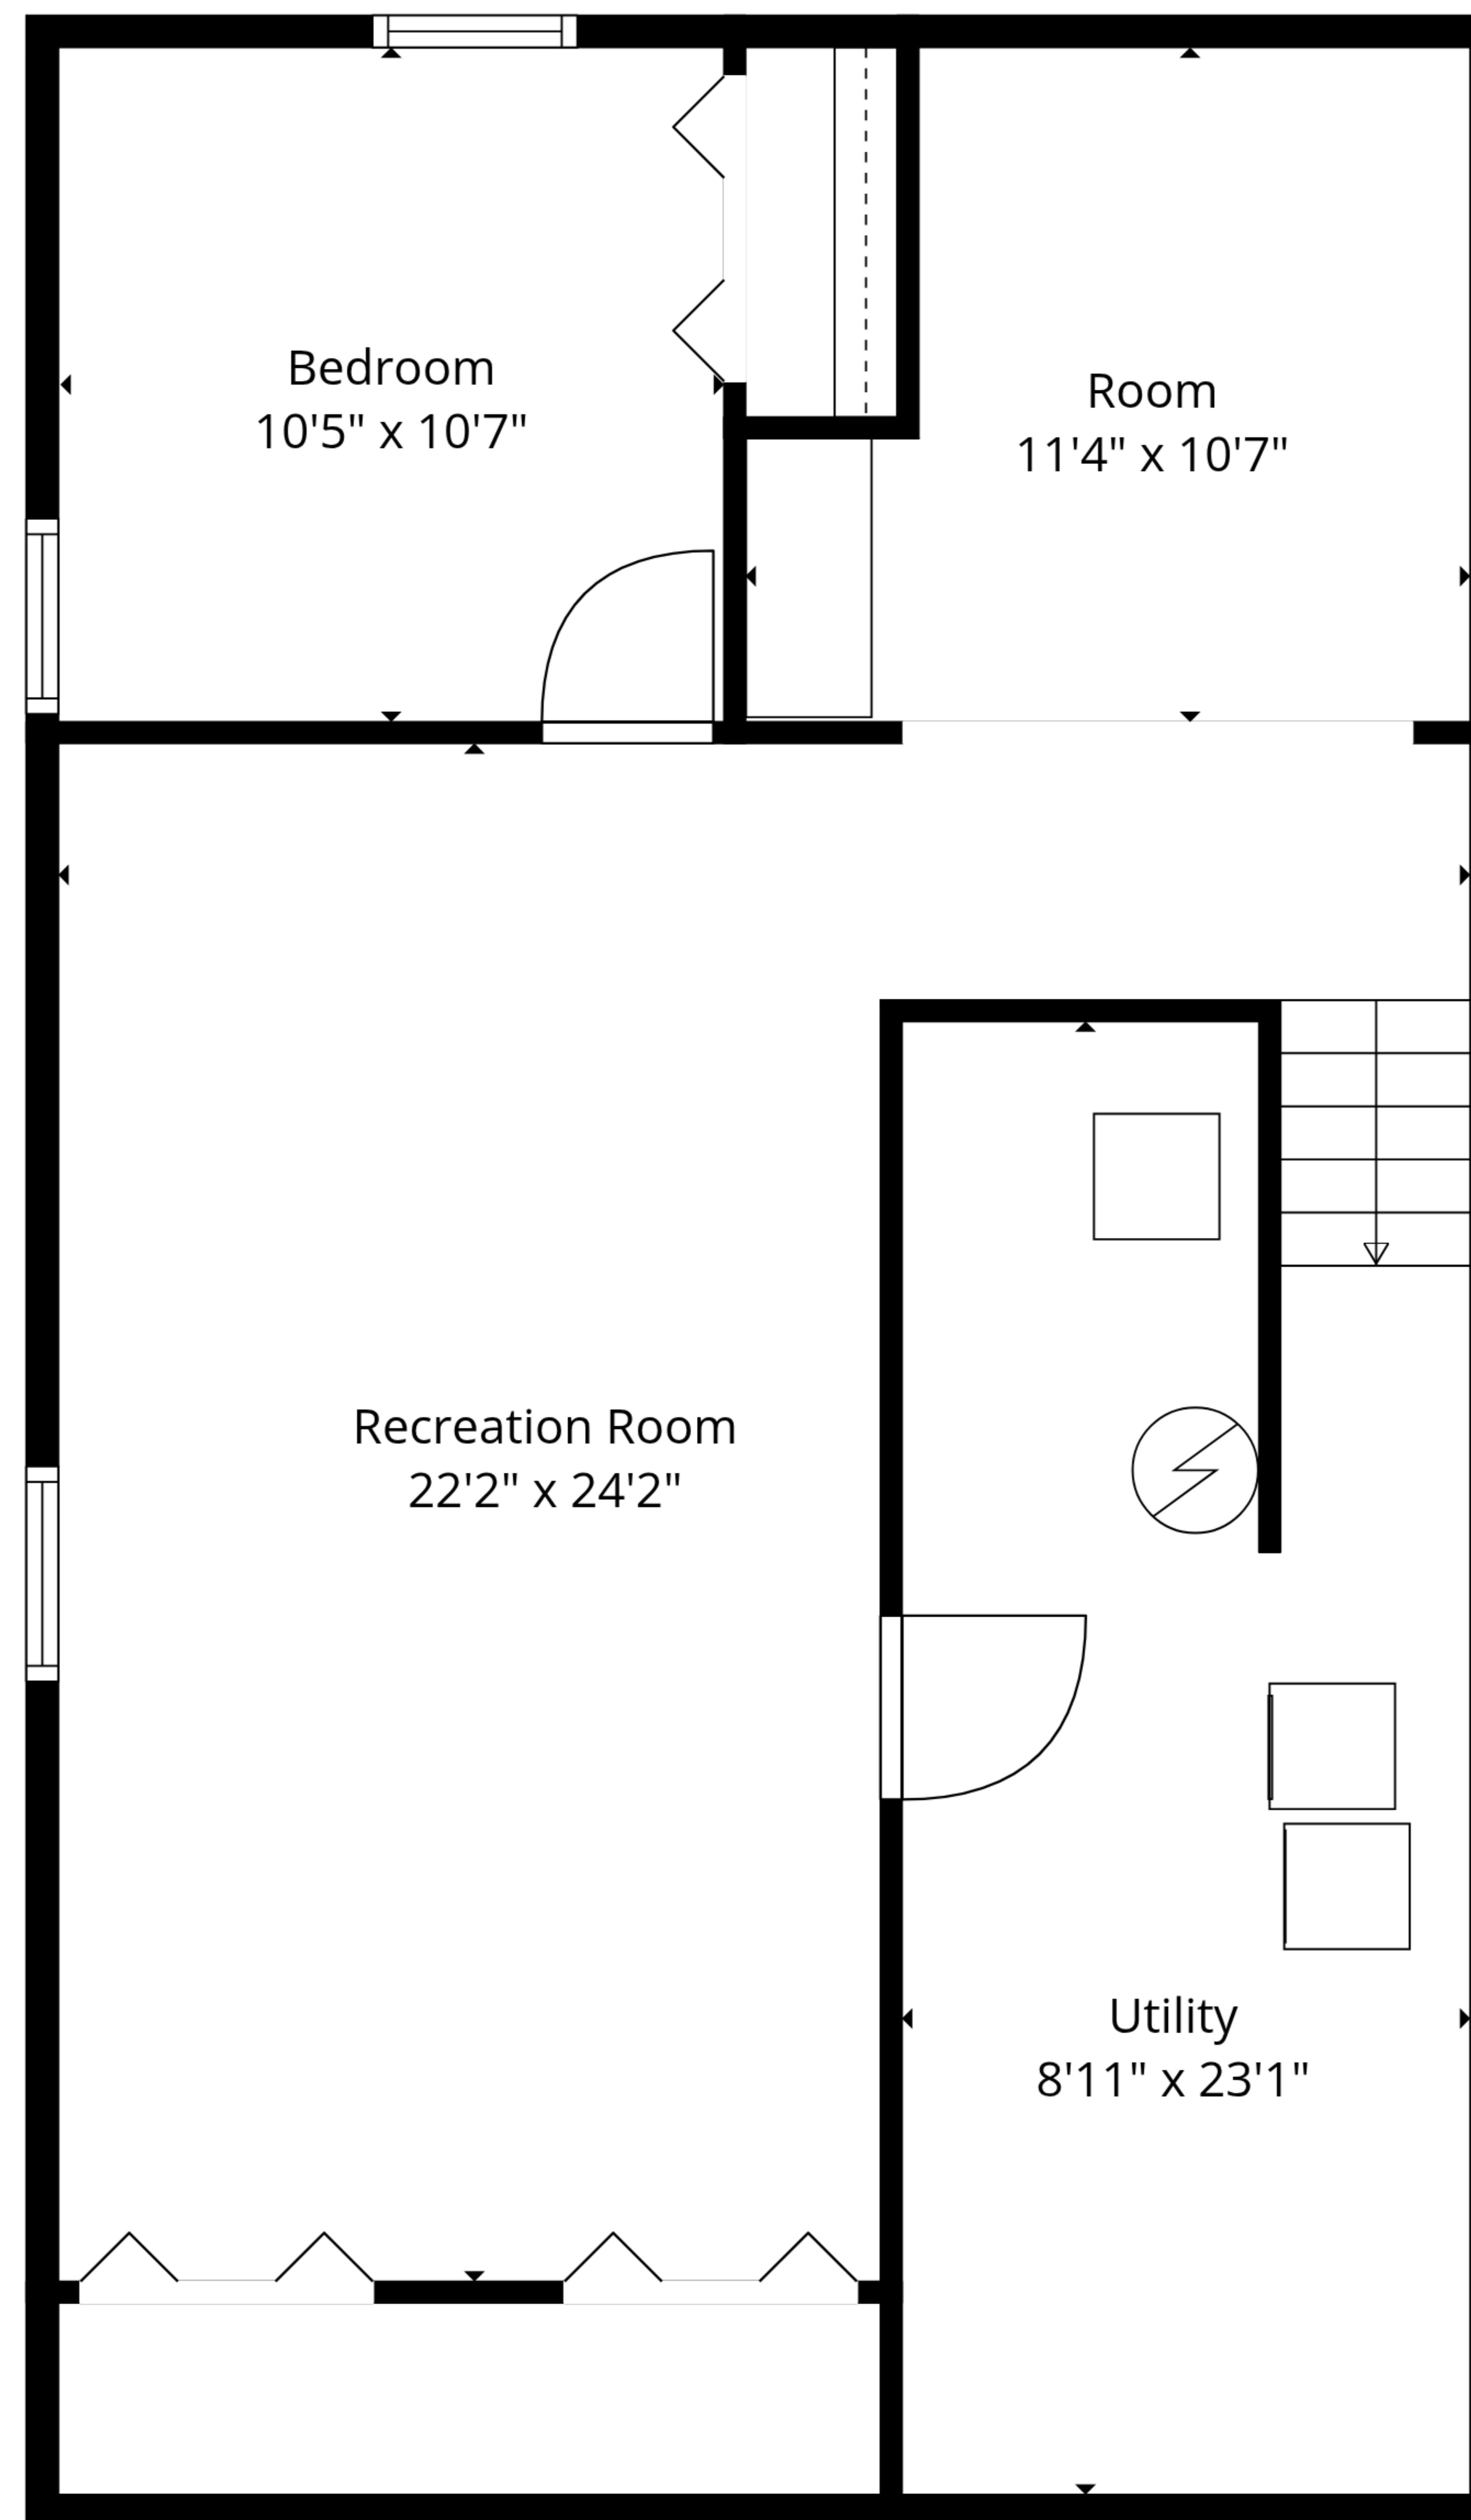 Bedroom
10'5" x 10'7"
Room
11'4" x 10'7"
Recreation Room
22'2" x 24'2"
Utility
8'11" x 23'1"